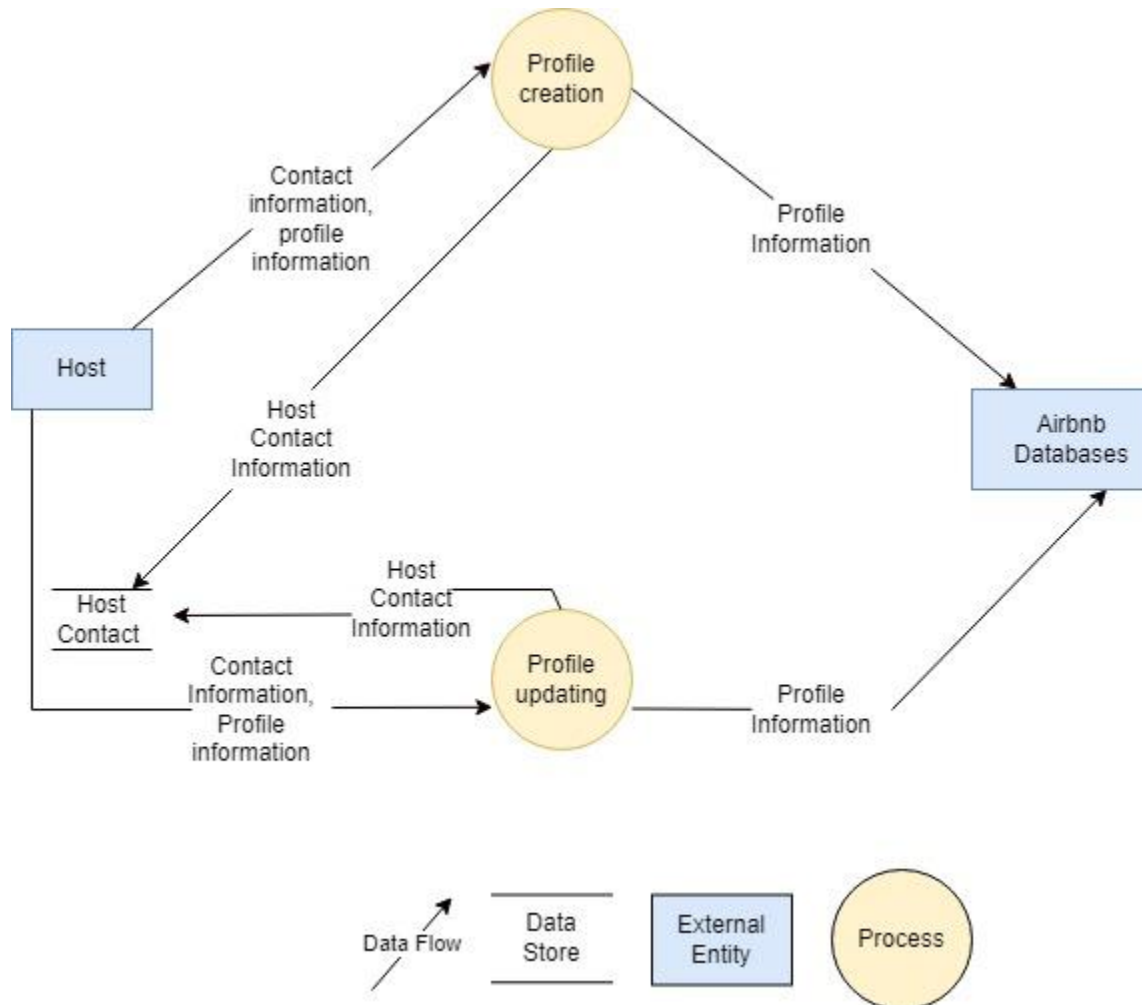 Profile
creation
Contact
information,
profile
information
Profile
Information
Host
Airbnb
Databases
Host
Contact
Information
Host
Contact
Information
Host
Contact
Profile
updating
Contact
Information,
Profile
information
Profile
Information
Data Flow
Data
Store
External
Entity
Process